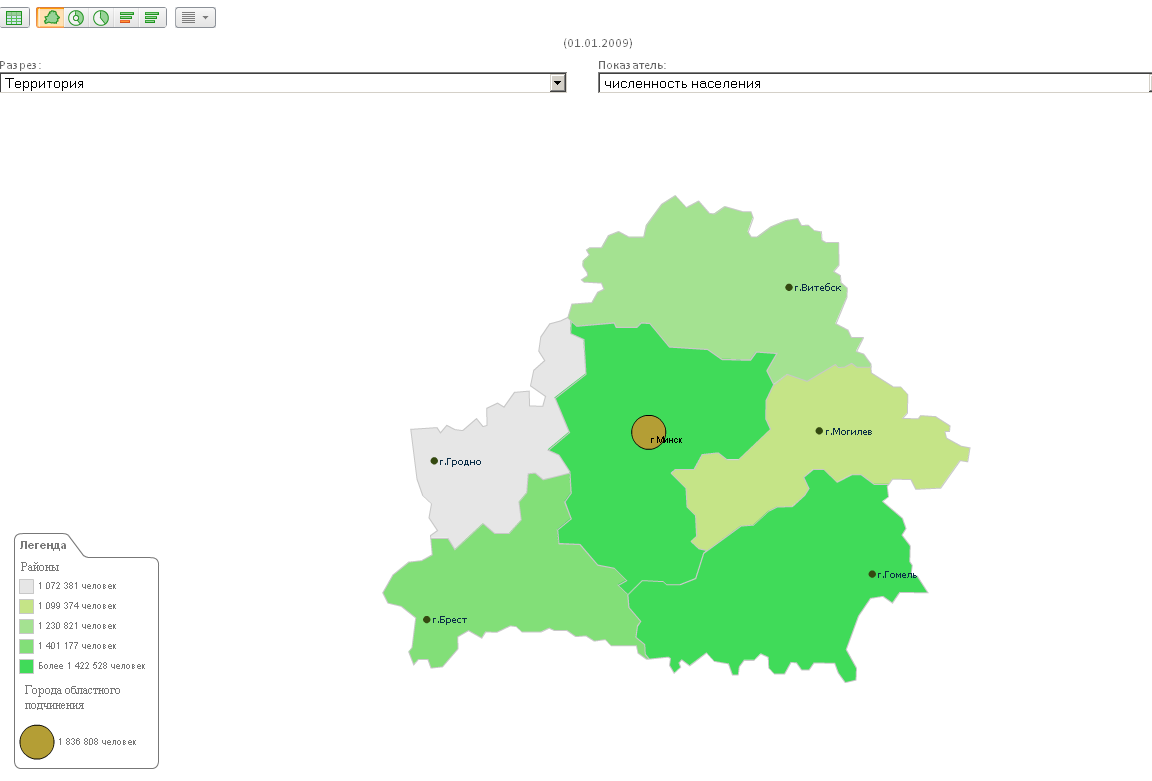 (01.01.2009)
Разрез:
Показатель:
Территория
численность населения
г.Витебск
г.Могилев
г Минск
г.Гродно
г.Гомель
г.Брест
Легенда
Районы
1 072 381 человек
1 099 374 человек
1 230 821 человек
1 401 177 человек
Более 1 422 528 человек
Города областного
подчинения
1 836 808 человек